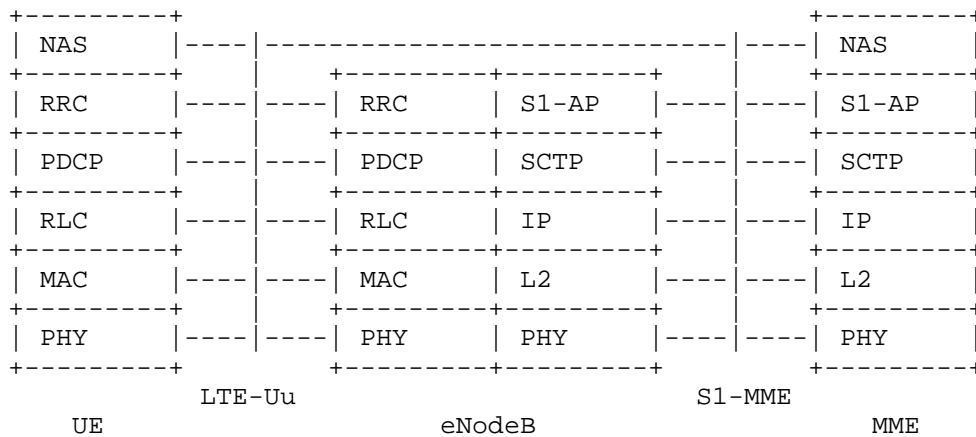 NAS NAS
RRC RRC S1-AP S1-AP
PDCP PDCP SCTP SCTP
RLC RLC IP IP
MAC MAC L2 L2
PHY PHY PHY PHY
LTE-Uu S1-MME
UE eNodeB MME